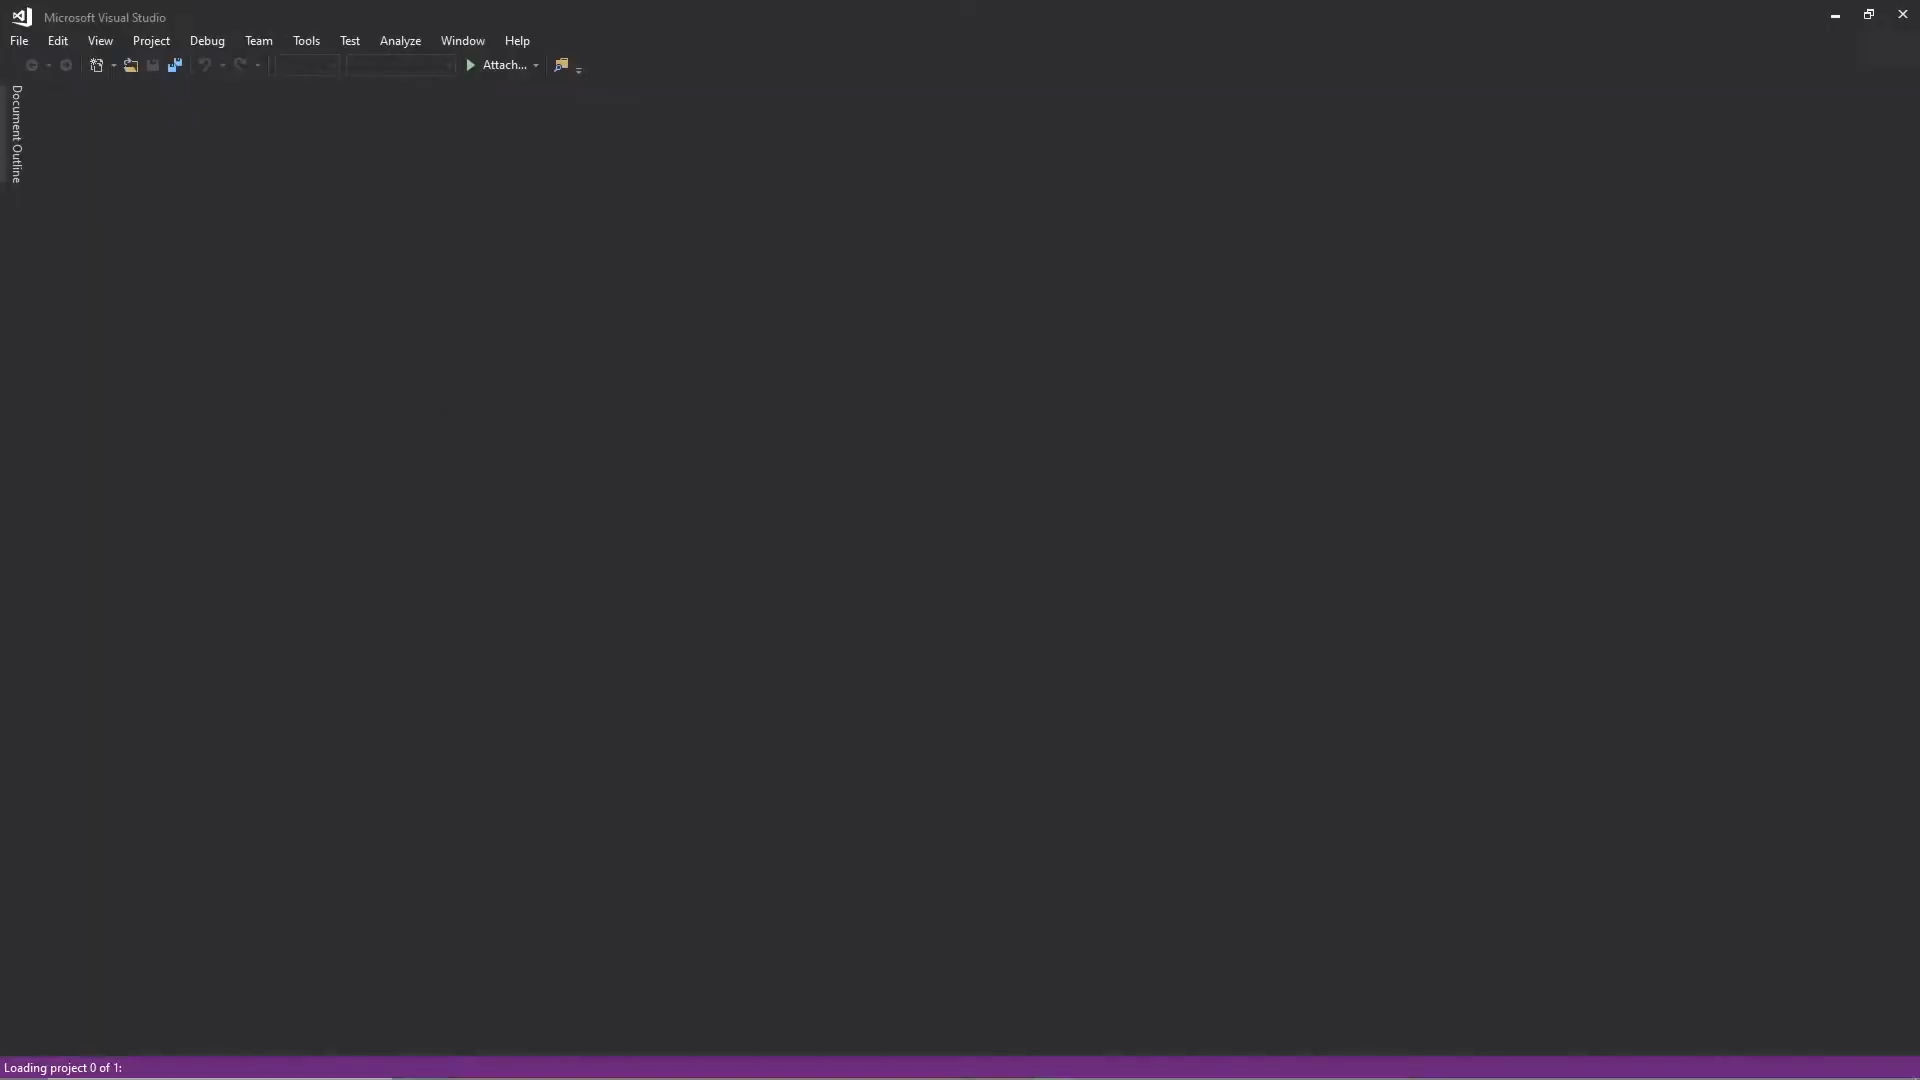 Microsoft Visual Studio
File Edit View Project Debug Team Tools Test Analyze Window Help
Attach...
Document Outline
Loading project 0 of 1: